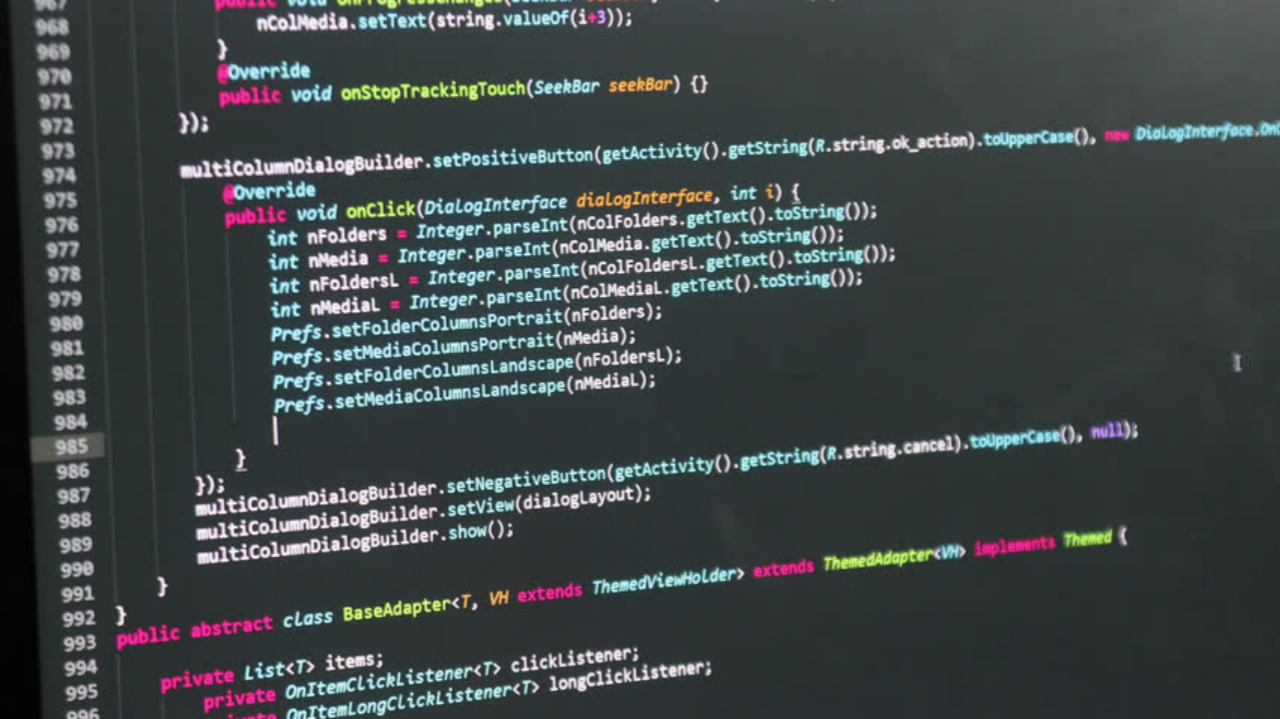 967 public void onProgressChanged(SeekBar
968 nColMedia.setText(string.valueOf(i+3));
969 }
970 @Override
971 public void onStopTrackingTouch(SeekBar seekBar) {}
972 });
973
974 multiColumnDialogBuilder.setPositiveButton(getActivity().getString(R.string.ok_action).toUpperCase(), new DialogInterface.On
975 @Override
976 public void onClick(DialogInterface dialogInterface, int i) {
977 int nFolders = Integer.parseInt(nColFolders.getText().toString());
978 int nMedia = Integer.parseInt(nColMedia.getText().toString());
979 int nFoldersL = Integer.parseInt(nColFoldersL.getText().toString());
980 int nMediaL = Integer.parseInt(nColMediaL.getText().toString());
981 Prefs.setFolderColumnsPortrait(nFolders);
982 Prefs.setMediaColumnsPortrait(nMedia);
983 Prefs.setFolderColumnsLandscape(nFoldersL);
984 Prefs.setMediaColumnsLandscape(nMediaL);
985
986 }
987 });
988 multiColumnDialogBuilder.setNegativeButton(getActivity().getString(R.string.cancel).toUpperCase(), null);
989 multiColumnDialogBuilder.setView(dialogLayout);
990 multiColumnDialogBuilder.show();
991 }
992 }
993 public abstract class BaseAdapter<T, VH extends ThemedViewHolder> extends ThemedAdapter<VH> implements Themed {
994
995 private List<T> items;
996 private OnItemClickListener<T> clickListener;
private OnItemLongClickListener<T> longClickListener;